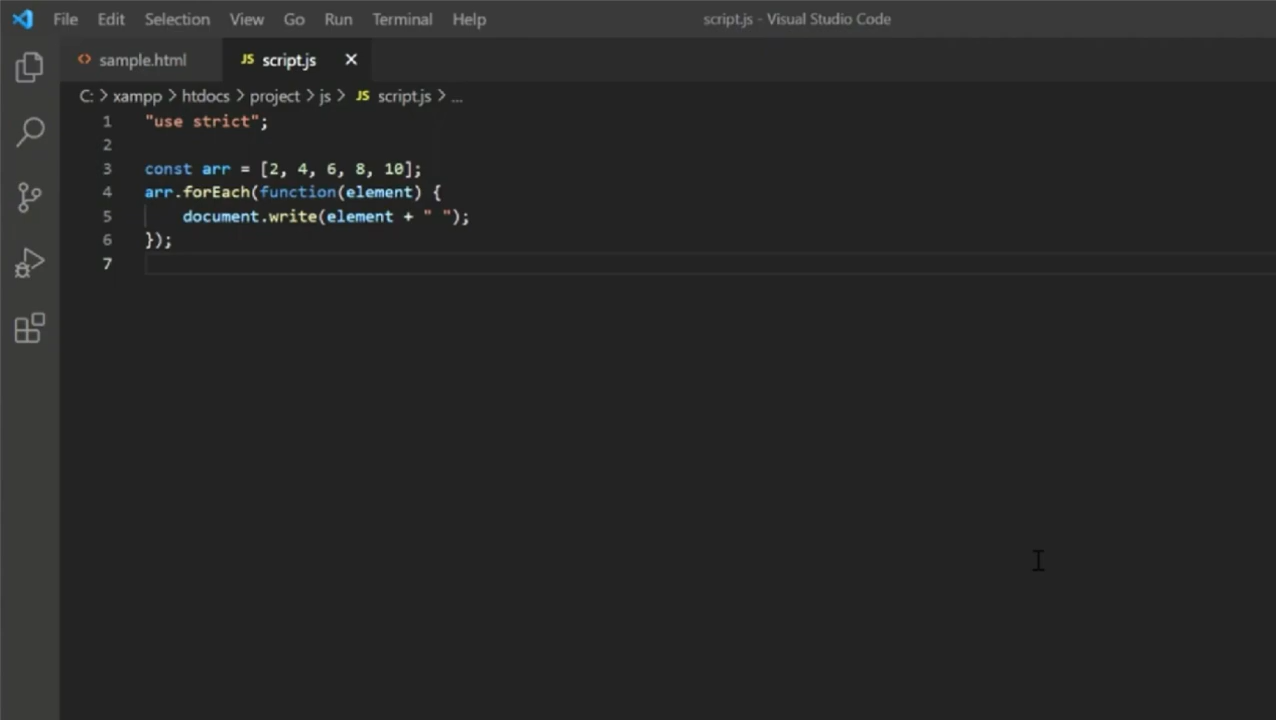 File Edit Selection View Go Run Terminal Help script.js - Visual Studio Code
<> sample.html JS script.js ×
C: > xampp > htdocs > project > js > JS script.js > ...
1 "use strict";
2
3 const arr = [2, 4, 6, 8, 10];
4 arr.forEach(function(element) {
5     document.write(element + " ");
6 });
7